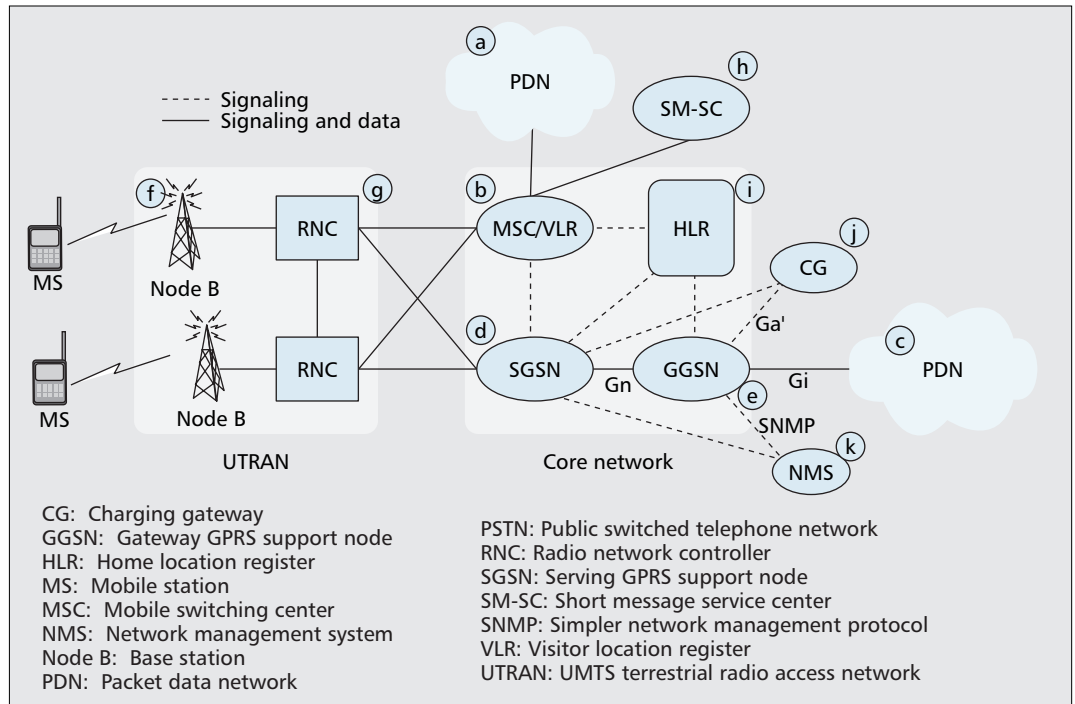 a
PDN
h
SM-SC
Signaling
Signaling and data
f
g
b
i
RNC
MSC/VLR
HLR
j
CG
MS
Node B
Ga'
d
c
RNC
SGSN
GGSN
PDN
Gn
Gi
e
MS
Node B
SNMP
k
NMS
UTRAN
Core network
CG: Charging gateway
GGSN: Gateway GPRS support node
HLR: Home location register
MS: Mobile station
MSC: Mobile switching center
NMS: Network management system
Node B: Base station
PDN: Packet data network
PSTN: Public switched telephone network
RNC: Radio network controller
SGSN: Serving GPRS support node
SM-SC: Short message service center
SNMP: Simpler network management protocol
VLR: Visitor location register
UTRAN: UMTS terrestrial radio access network